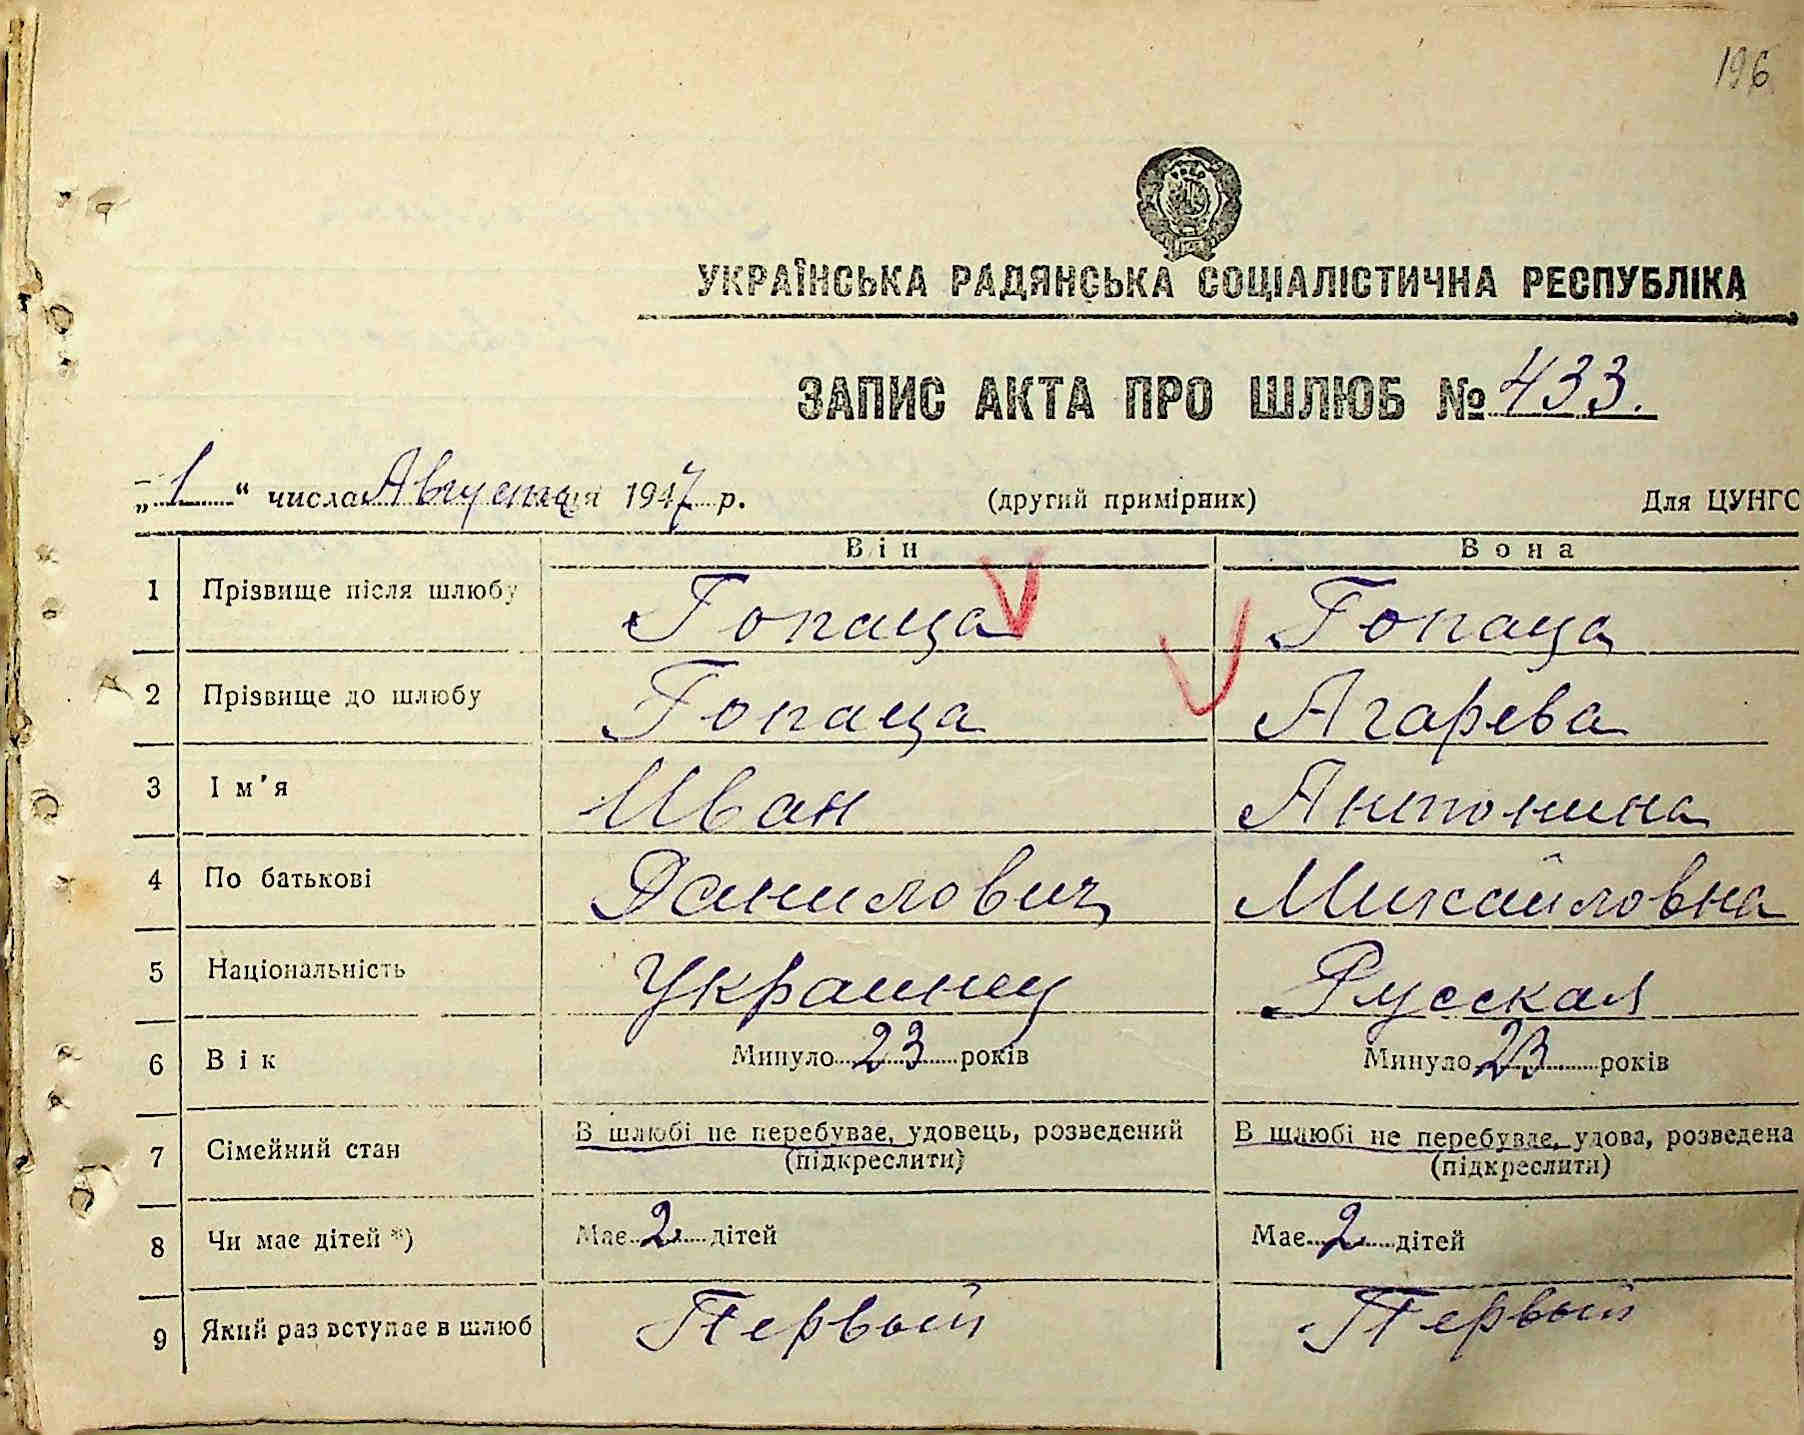 196
УКРАЇНСЬКА РАДЯНСЬКА СОЦІАЛІСТИЧНА РЕСПУБЛІКА
ЗАПИС АКТА ПРО ШЛЮБ № 433.
„1“ числа Августа 1947 р. (другий примірник) Для ЦУНГО
Він Вона
1 Прізвище після шлюбу Гопаца Гопаца
2 Прізвище до шлюбу Гопаца Агарева
3 Ім'я Иван Антонина
4 По батькові Данилович Михайловна
5 Національність Украинец Русская
6 Вік Минуло 23 років Минуло 23 років
7 Сімейний стан В шлюбі не перебуває, удовець, розведений (підкреслити) В шлюбі не перебуває, удова, розведена (підкреслити)
8 Чи має дітей *) Має 2 дітей Має 2 дітей
9 Який раз вступає в шлюб Первый Первый